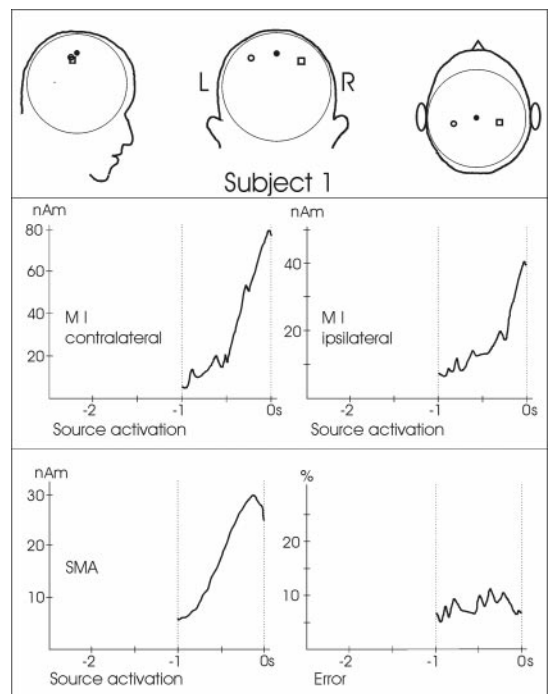 L R
Subject 1
nAm nAm
80
60
40
20
M I
contralateral
40
20
M I
ipsilateral
-2 -1 0s
-2 -1 0s
Source activation Source activation
nAm %
30
20
10
SMA
20
10
-2 -1 0s
-2 -1 0s
Source activation Error